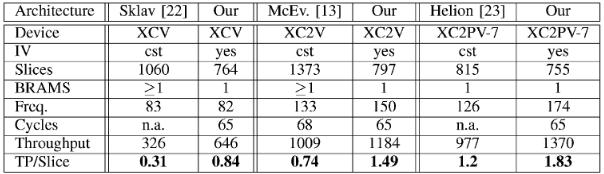 Architecture Sklav [22] Our McEv. [13] Our Helion [23] Our
Device XCV XCV XC2V XC2V XC2PV-7 XC2PV-7
IV cst yes cst yes cst yes
Slices 1060 764 1373 797 815 755
BRAMS ≥1 1 ≥1 1 1 1
Freq. 83 82 133 150 126 174
Cycles n.a. 65 68 65 n.a. 65
Throughput 326 646 1009 1184 977 1370
TP/Slice 0.31 0.84 0.74 1.49 1.2 1.83